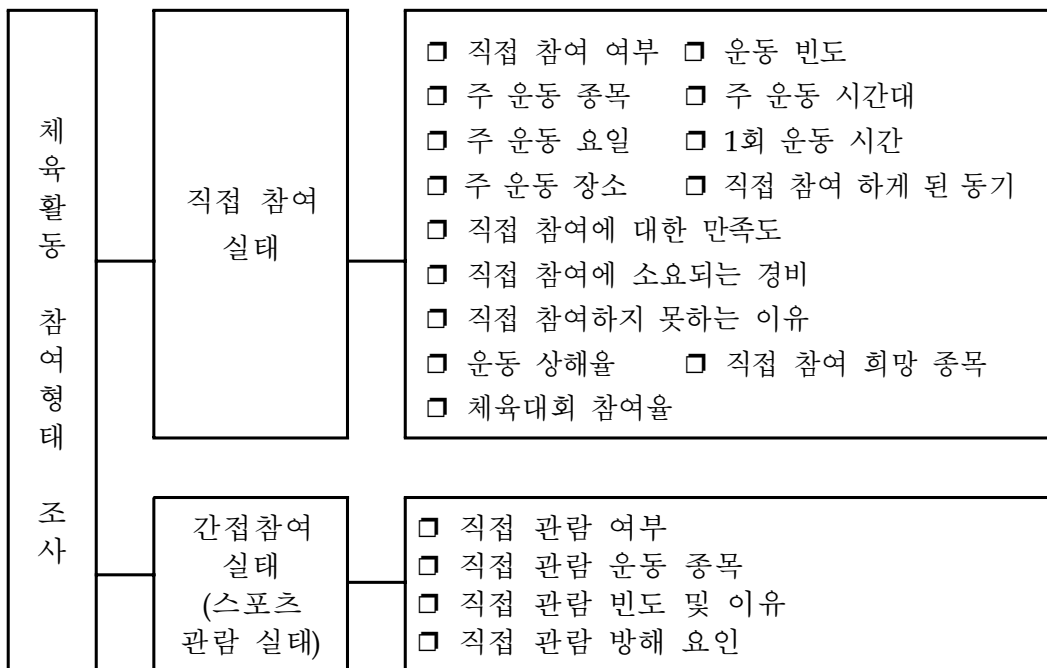 체육활동 참여형태 조사
직접 참여
실태
❐ 직접 참여 여부 ❐ 운동 빈도
❐ 주 운동 종목 ❐ 주 운동 시간대
❐ 주 운동 요일 ❐ 1회 운동 시간
❐ 주 운동 장소 ❐ 직접 참여 하게 된 동기
❐ 직접 참여에 대한 만족도
❐ 직접 참여에 소요되는 경비
❐ 직접 참여하지 못하는 이유
❐ 운동 상해율 ❐ 직접 참여 희망 종목
❐ 체육대회 참여율
간접참여
실태
(스포츠
관람 실태)
❐ 직접 관람 여부
❐ 직접 관람 운동 종목
❐ 직접 관람 빈도 및 이유
❐ 직접 관람 방해 요인